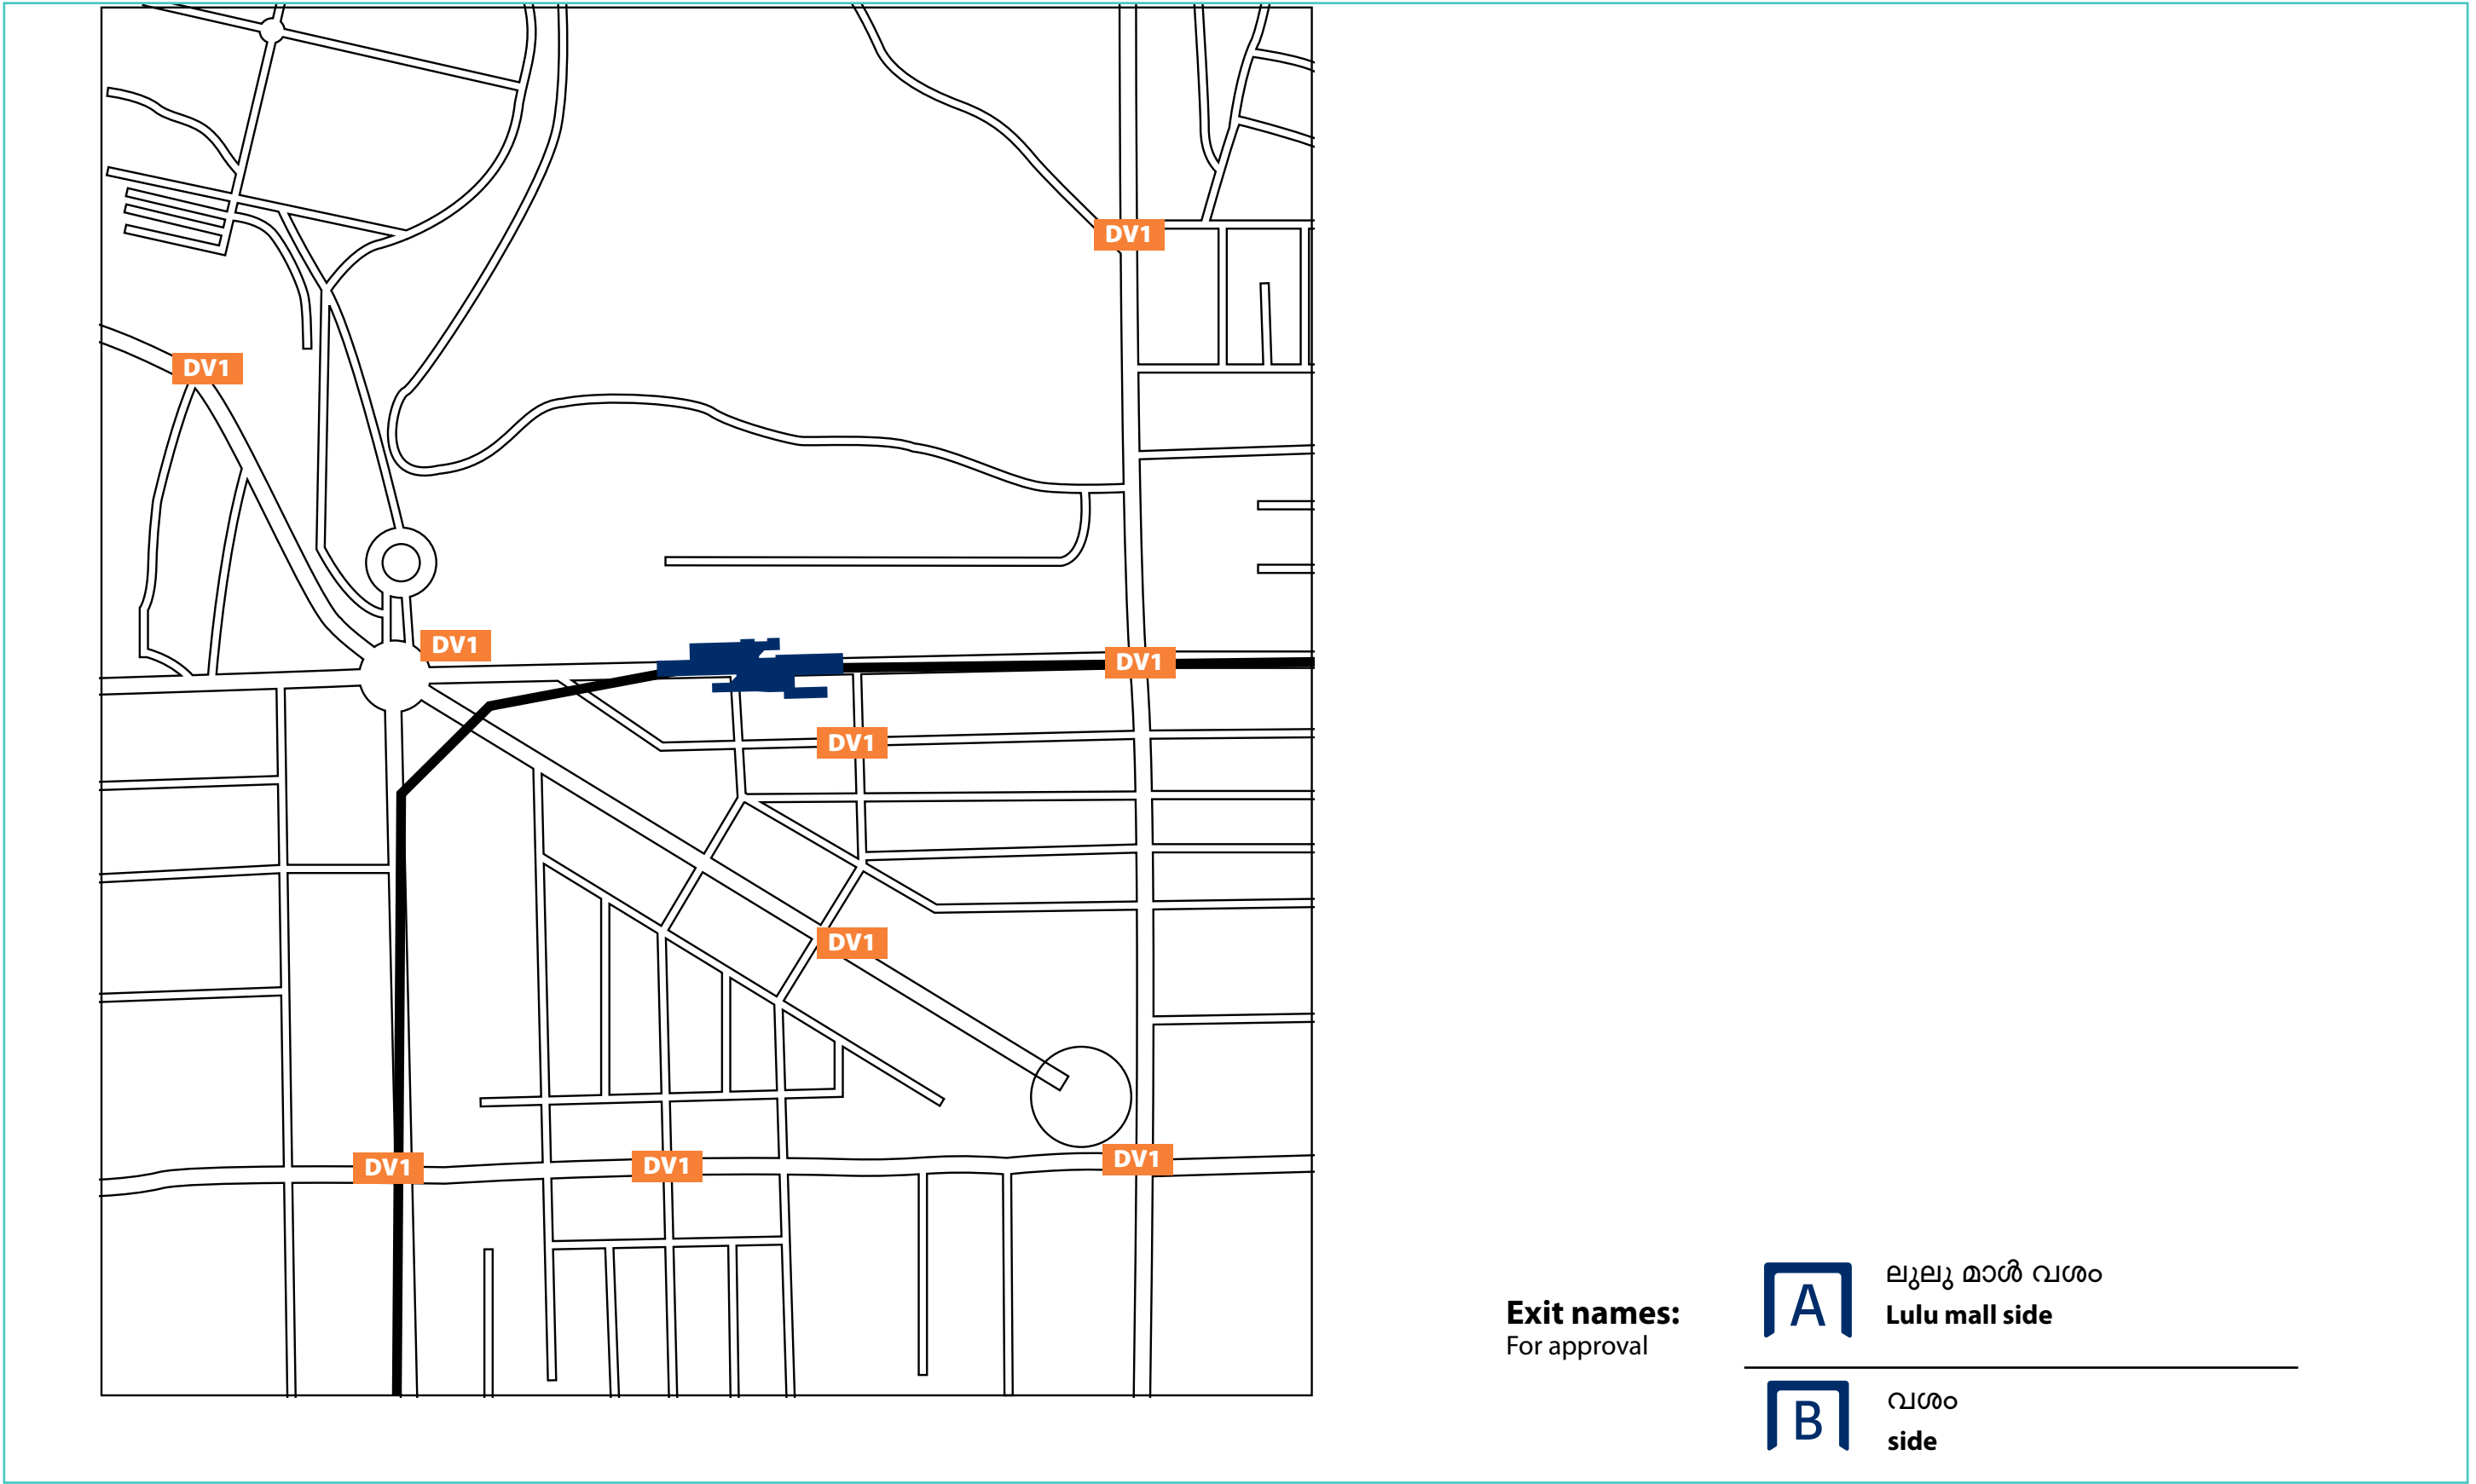 DV1
DV1
DV1
DV1
DV1
DV1
DV1
DV1
DV1
Exit names:
For approval
A
ലുലു മാൾ വശം
Lulu mall side
B
വശം
side